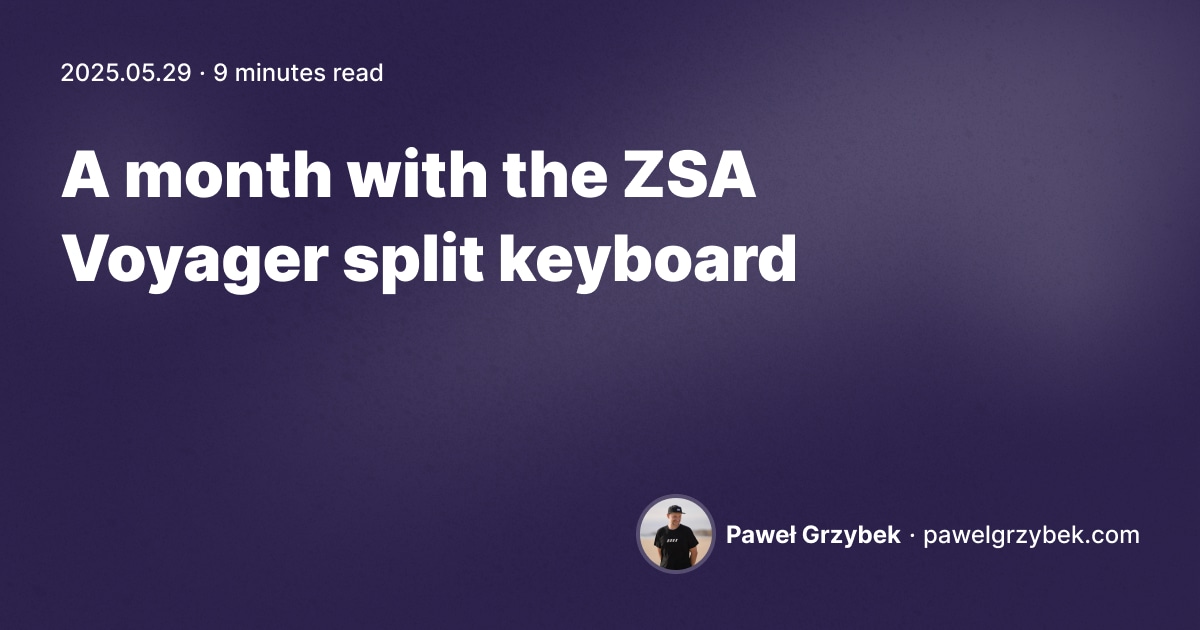 2025.05.29 · 9 minutes read
A month with the ZSA
Voyager split keyboard
Paweł Grzybek · pawelgrzybek.com